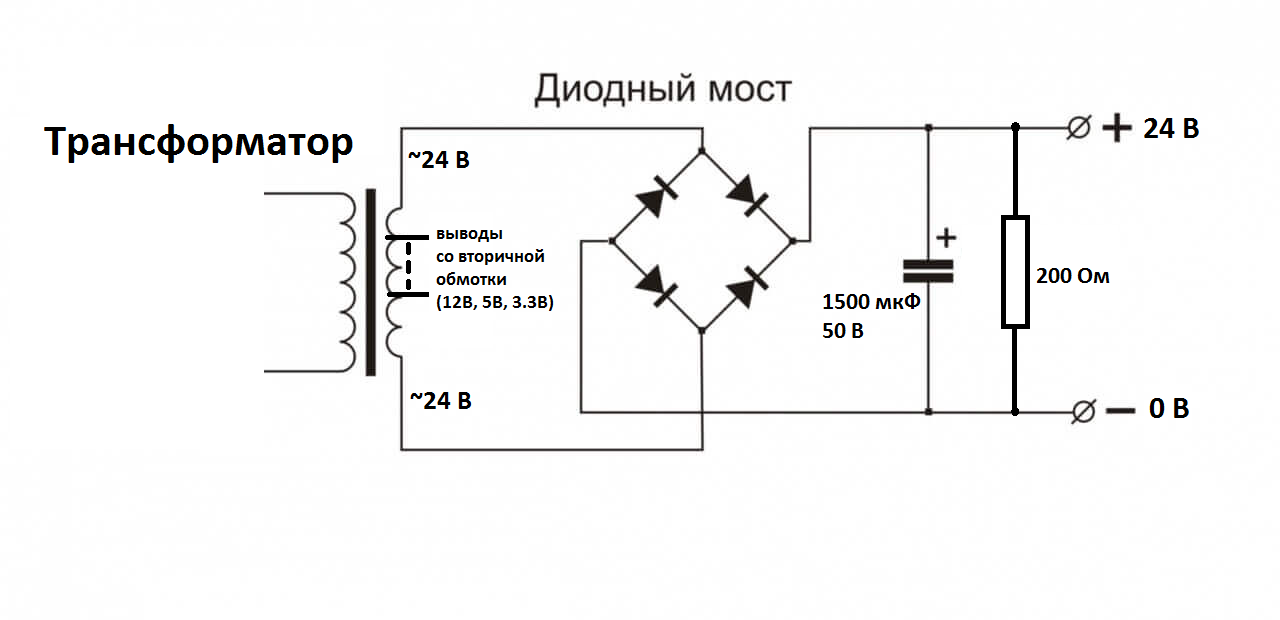 Диодный мост
Трансформатор
~24 В
выводы
со вторичной
обмотки
(12В, 5В, 3.3В)
~24 В
+
1500 мкФ
50 В
200 Ом
+ 24 В
− 0 В